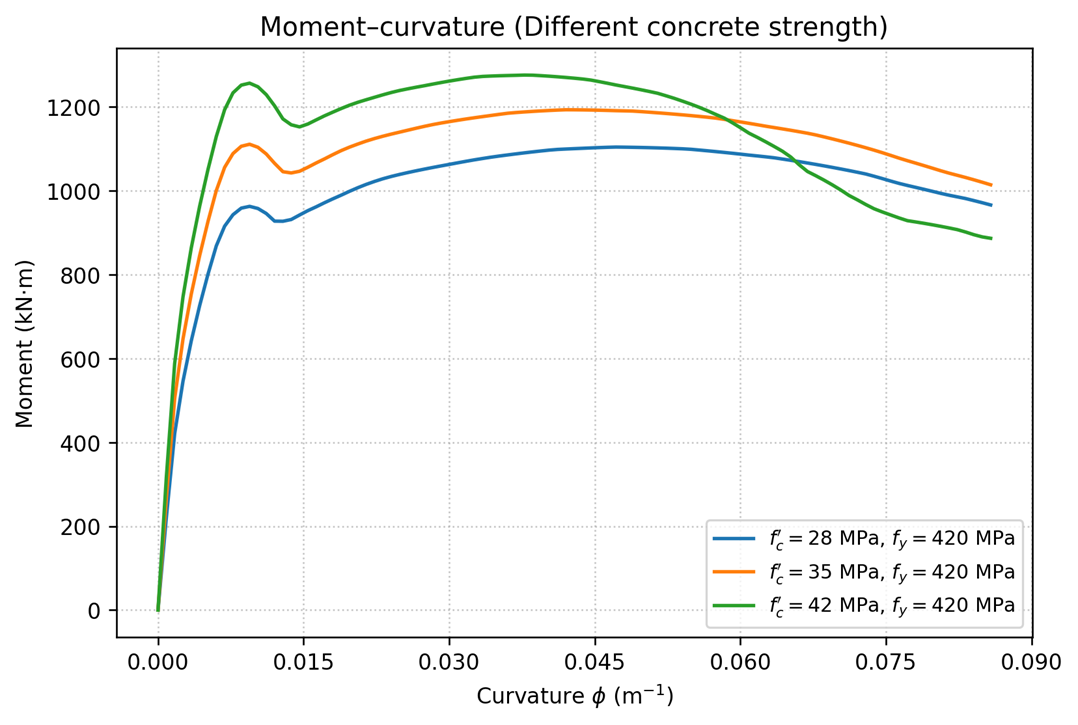 Moment–curvature (Different concrete strength)
Moment (kN·m)
1200
1000
800
600
400
200
0
0.000 0.015 0.030 0.045 0.060 0.075 0.090
Curvature ϕ (m⁻¹)
f′c = 28 MPa, fy = 420 MPa
f′c = 35 MPa, fy = 420 MPa
f′c = 42 MPa, fy = 420 MPa